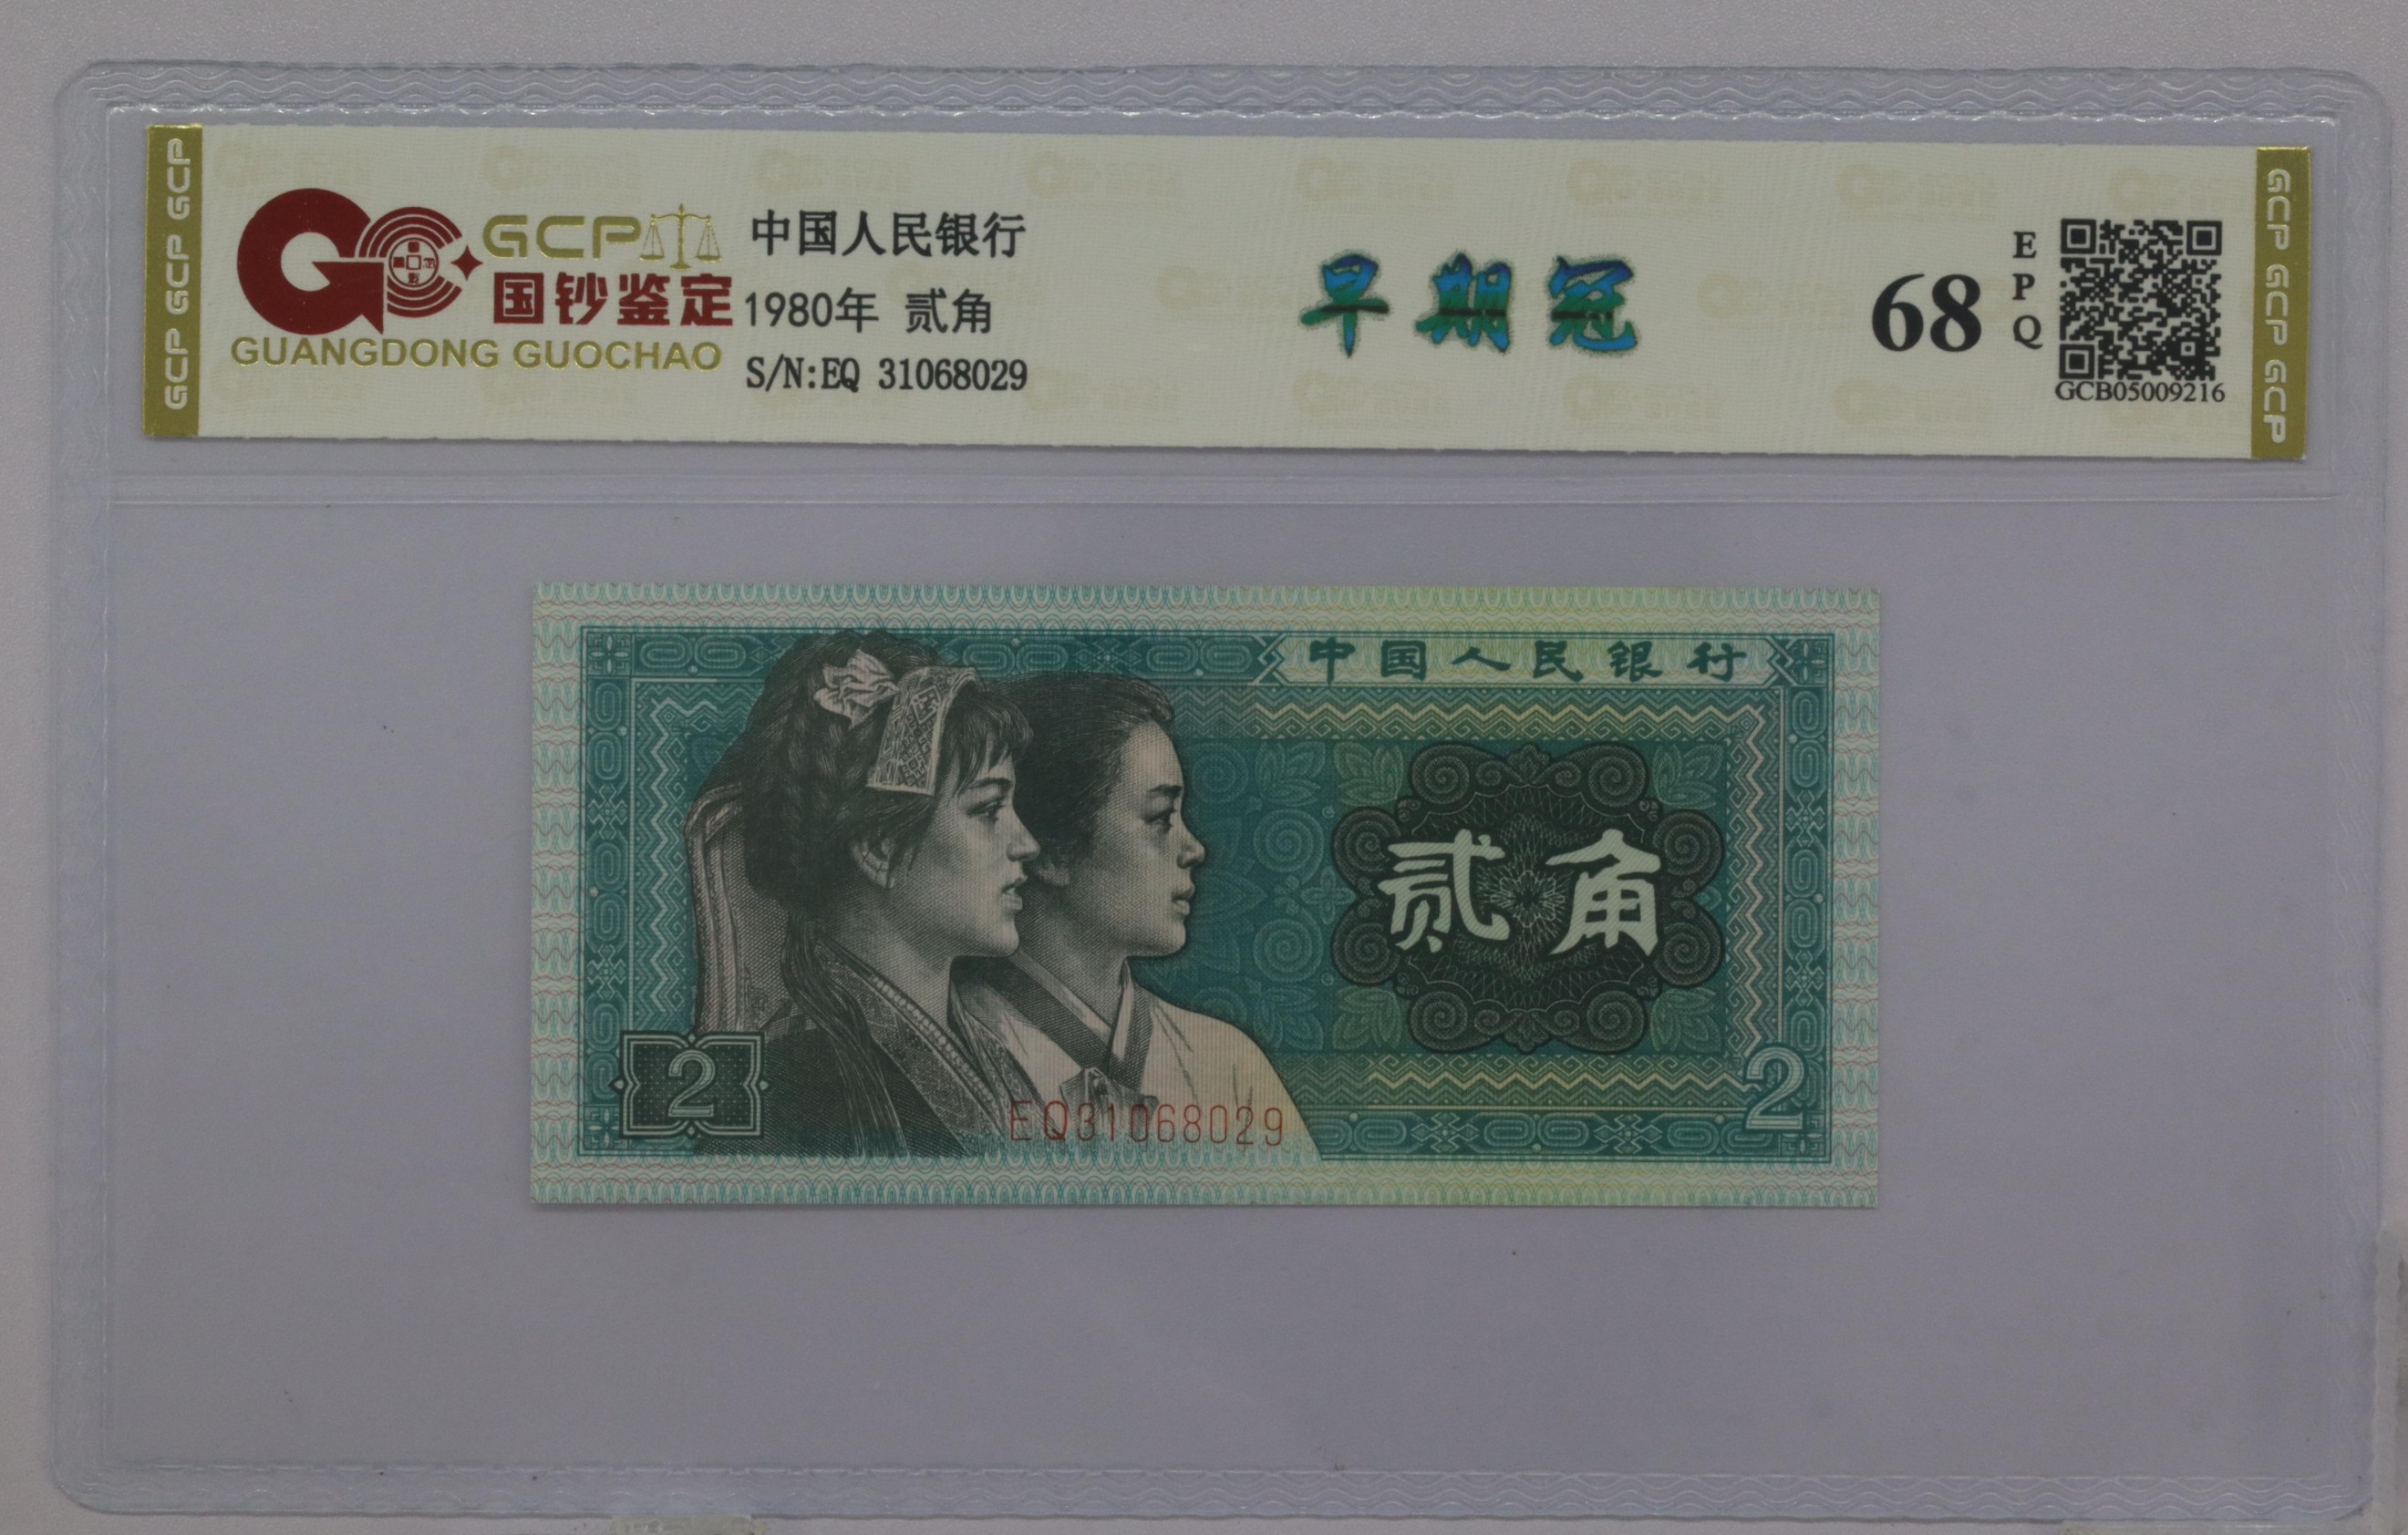 GCP GCP GCP
GCP
国钞鉴定
GUANGDONG GUOCHAO
中国人民银行
1980年 贰角
S/N:EQ 31068029
早期冠
68
EPQ
GCB05009216
GCP GCP GCP
中国人民银行
贰角
2
EQ31068029
2